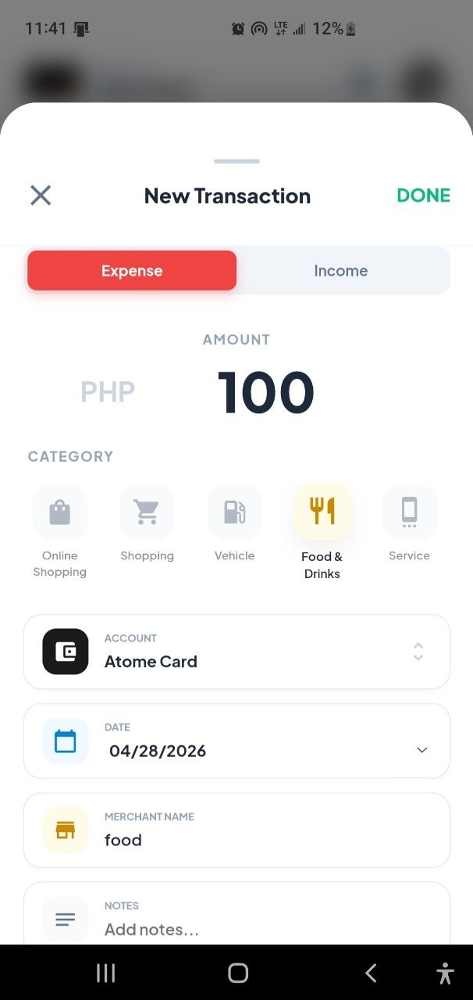 11:41
LTE
12%
New Transaction
DONE
Expense
Income
AMOUNT
PHP
100
CATEGORY
Online
Shopping
Shopping
Vehicle
Food &
Drinks
Service
ACCOUNT
Atome Card
DATE
04/28/2026
MERCHANT NAME
food
NOTES
Add notes...